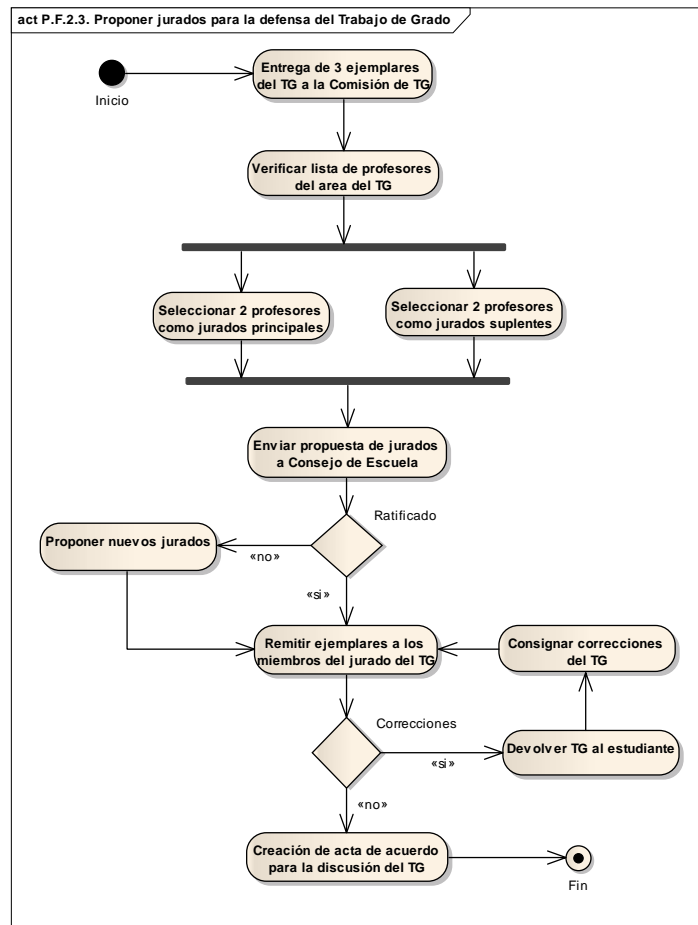 act P.F.2.3. Proponer jurados para la defensa del Trabajo de Grado
Inicio
Entrega de 3 ejemplares
del TG a la Comisión de TG
Verificar lista de profesores
del area del TG
Seleccionar 2 profesores
como jurados principales
Seleccionar 2 profesores
como jurados suplentes
Enviar propuesta de jurados
a Consejo de Escuela
Ratificado
Proponer nuevos jurados
«no»
«si»
Remitir ejemplares a los
miembros del jurado del TG
Consignar correcciones
del TG
Correcciones
«si»
Devolver TG al estudiante
«no»
Creación de acta de acuerdo
para la discusión del TG
Fin